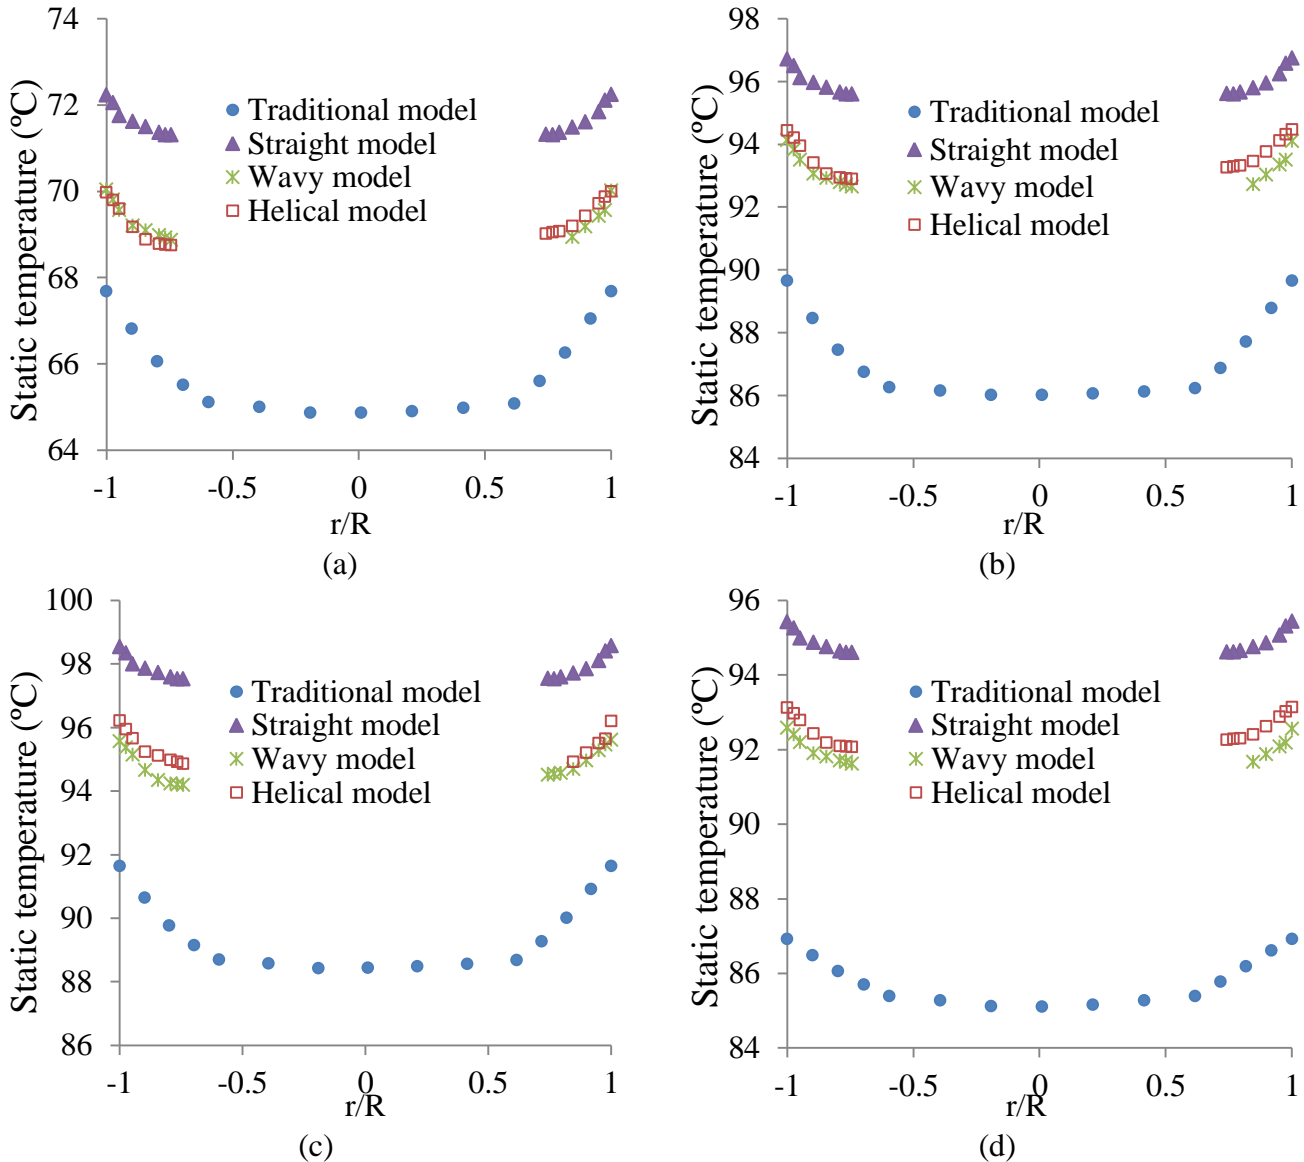 74
72
70
68
66
64
Static temperature (ºC)
Traditional model
Straight model
Wavy model
Helical model
-1 -0.5 0 0.5 1
r/R
(a)
98
96
94
92
90
88
86
84
Static temperature (ºC)
Traditional model
Straight model
Wavy model
Helical model
-1 -0.5 0 0.5 1
r/R
(b)
100
98
96
94
92
90
88
86
Static temperature (ºC)
Traditional model
Straight model
Wavy model
Helical model
-1 -0.5 0 0.5 1
r/R
(c)
96
94
92
90
88
86
84
Static temperature (ºC)
Traditional model
Straight model
Wavy model
Helical model
-1 -0.5 0 0.5 1
r/R
(d)